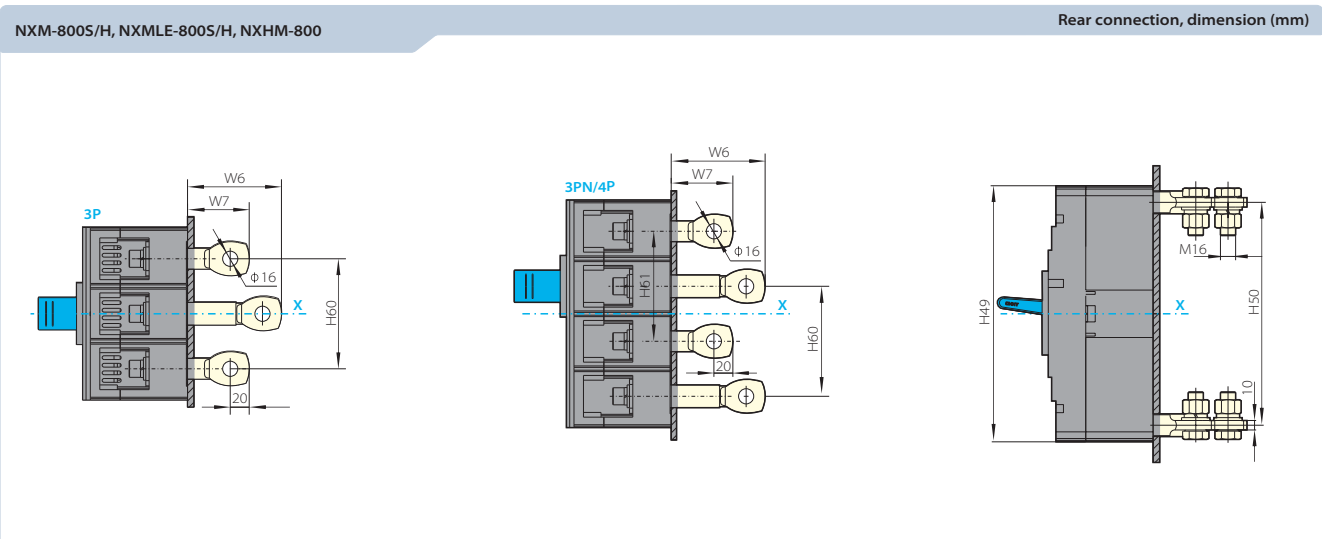 NXM-800S/H, NXMLE-800S/H, NXHM-800
Rear connection, dimension (mm)
3P
W6
W7
ϕ16
X
H60
20
3PN/4P
W6
W7
ϕ16
H61
X
H60
20
H49
M16
X
H50
10